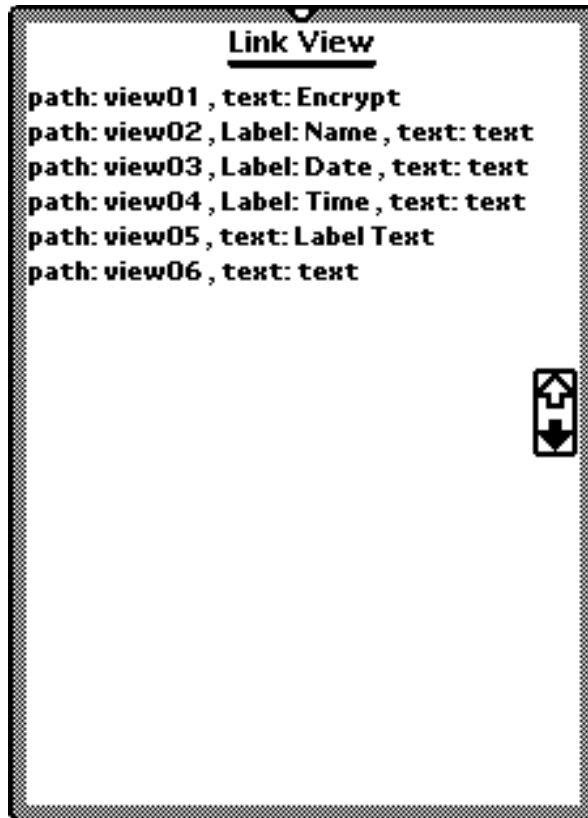 Link View
path: view01 , text: Encrypt
path: view02 , Label: Name , text: text
path: view03 , Label: Date , text: text
path: view04 , Label: Time , text: text
path: view05 , text: Label Text
path: view06 , text: text